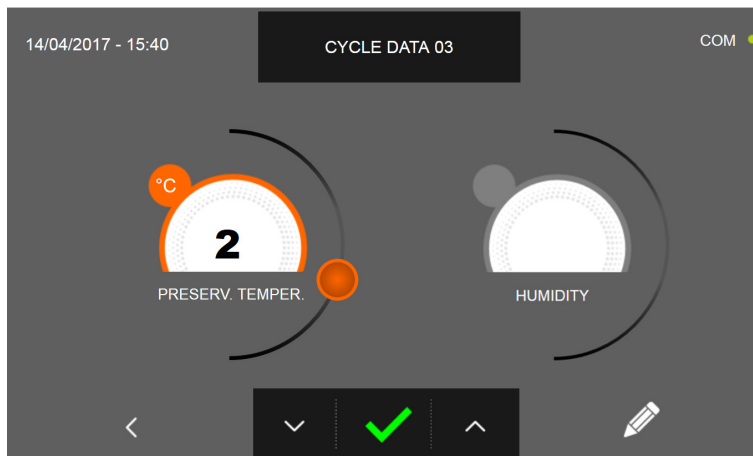 14/04/2017 - 15:40
CYCLE DATA 03
COM
°C
2
PRESERV. TEMPER.
HUMIDITY